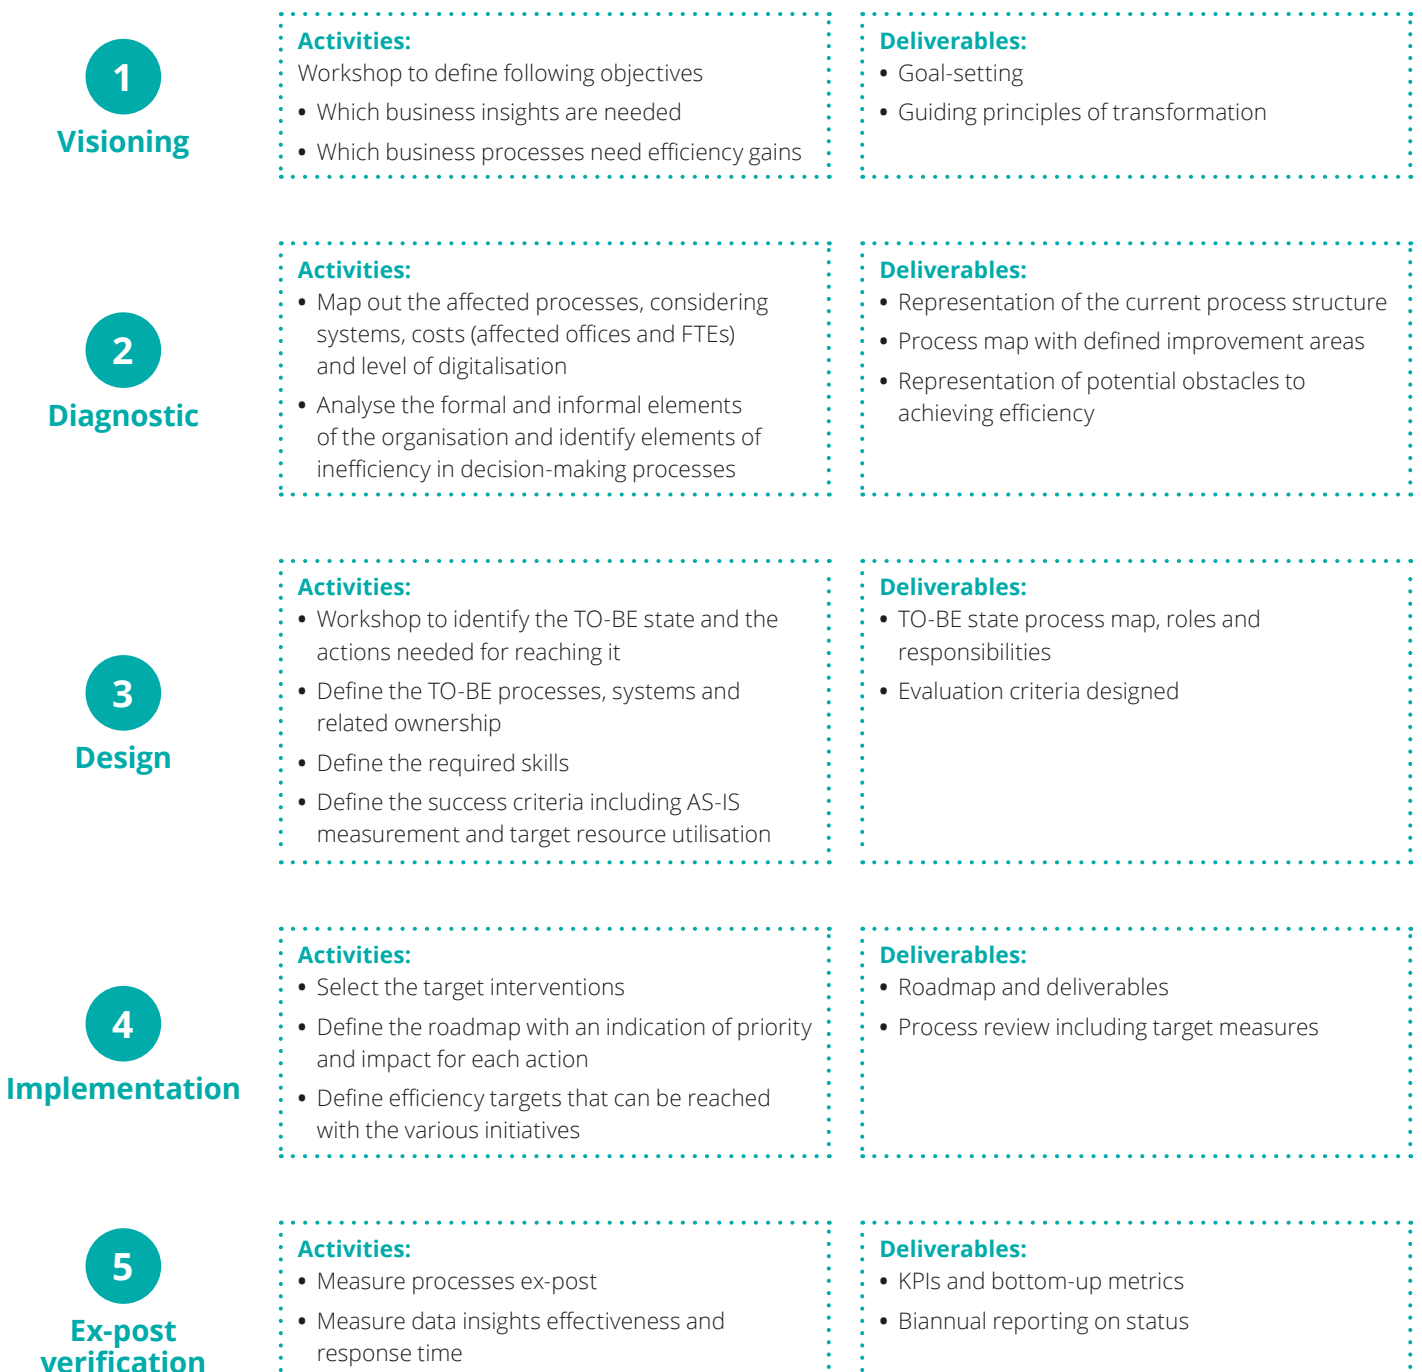 1
Visioning
Activities:
Workshop to define following objectives
• Which business insights are needed
• Which business processes need efficiency gains
Deliverables:
• Goal-setting
• Guiding principles of transformation
2
Diagnostic
Activities:
• Map out the affected processes, considering
systems, costs (affected offices and FTEs)
and level of digitalisation
• Analyse the formal and informal elements
of the organisation and identify elements of
inefficiency in decision-making processes
Deliverables:
• Representation of the current process structure
• Process map with defined improvement areas
• Representation of potential obstacles to
achieving efficiency
3
Design
Activities:
• Workshop to identify the TO-BE state and the
actions needed for reaching it
• Define the TO-BE processes, systems and
related ownership
• Define the required skills
• Define the success criteria including AS-IS
measurement and target resource utilisation
Deliverables:
• TO-BE state process map, roles and
responsibilities
• Evaluation criteria designed
4
Implementation
Activities:
• Select the target interventions
• Define the roadmap with an indication of priority
and impact for each action
• Define efficiency targets that can be reached
with the various initiatives
Deliverables:
• Roadmap and deliverables
• Process review including target measures
5
Ex-post
verification
Activities:
• Measure processes ex-post
• Measure data insights effectiveness and
response time
Deliverables:
• KPIs and bottom-up metrics
• Biannual reporting on status